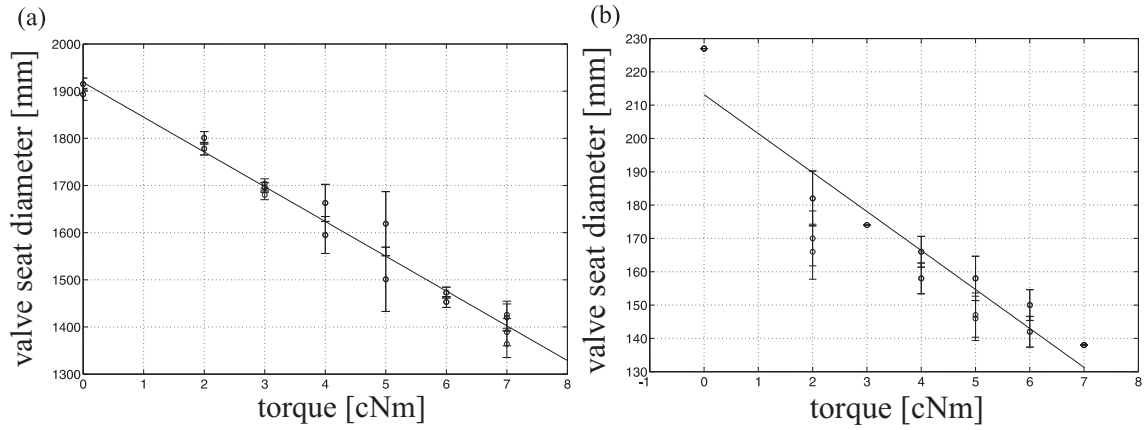 (a)
valve seat diameter [mm]
2000
1900
1800
1700
1600
1500
1400
1300
0 1 2 3 4 5 6 7 8
torque [cNm]
(b)
valve seat diameter [mm]
230
220
210
200
190
180
170
160
150
140
130
-1 0 1 2 3 4 5 6 7 8
torque [cNm]